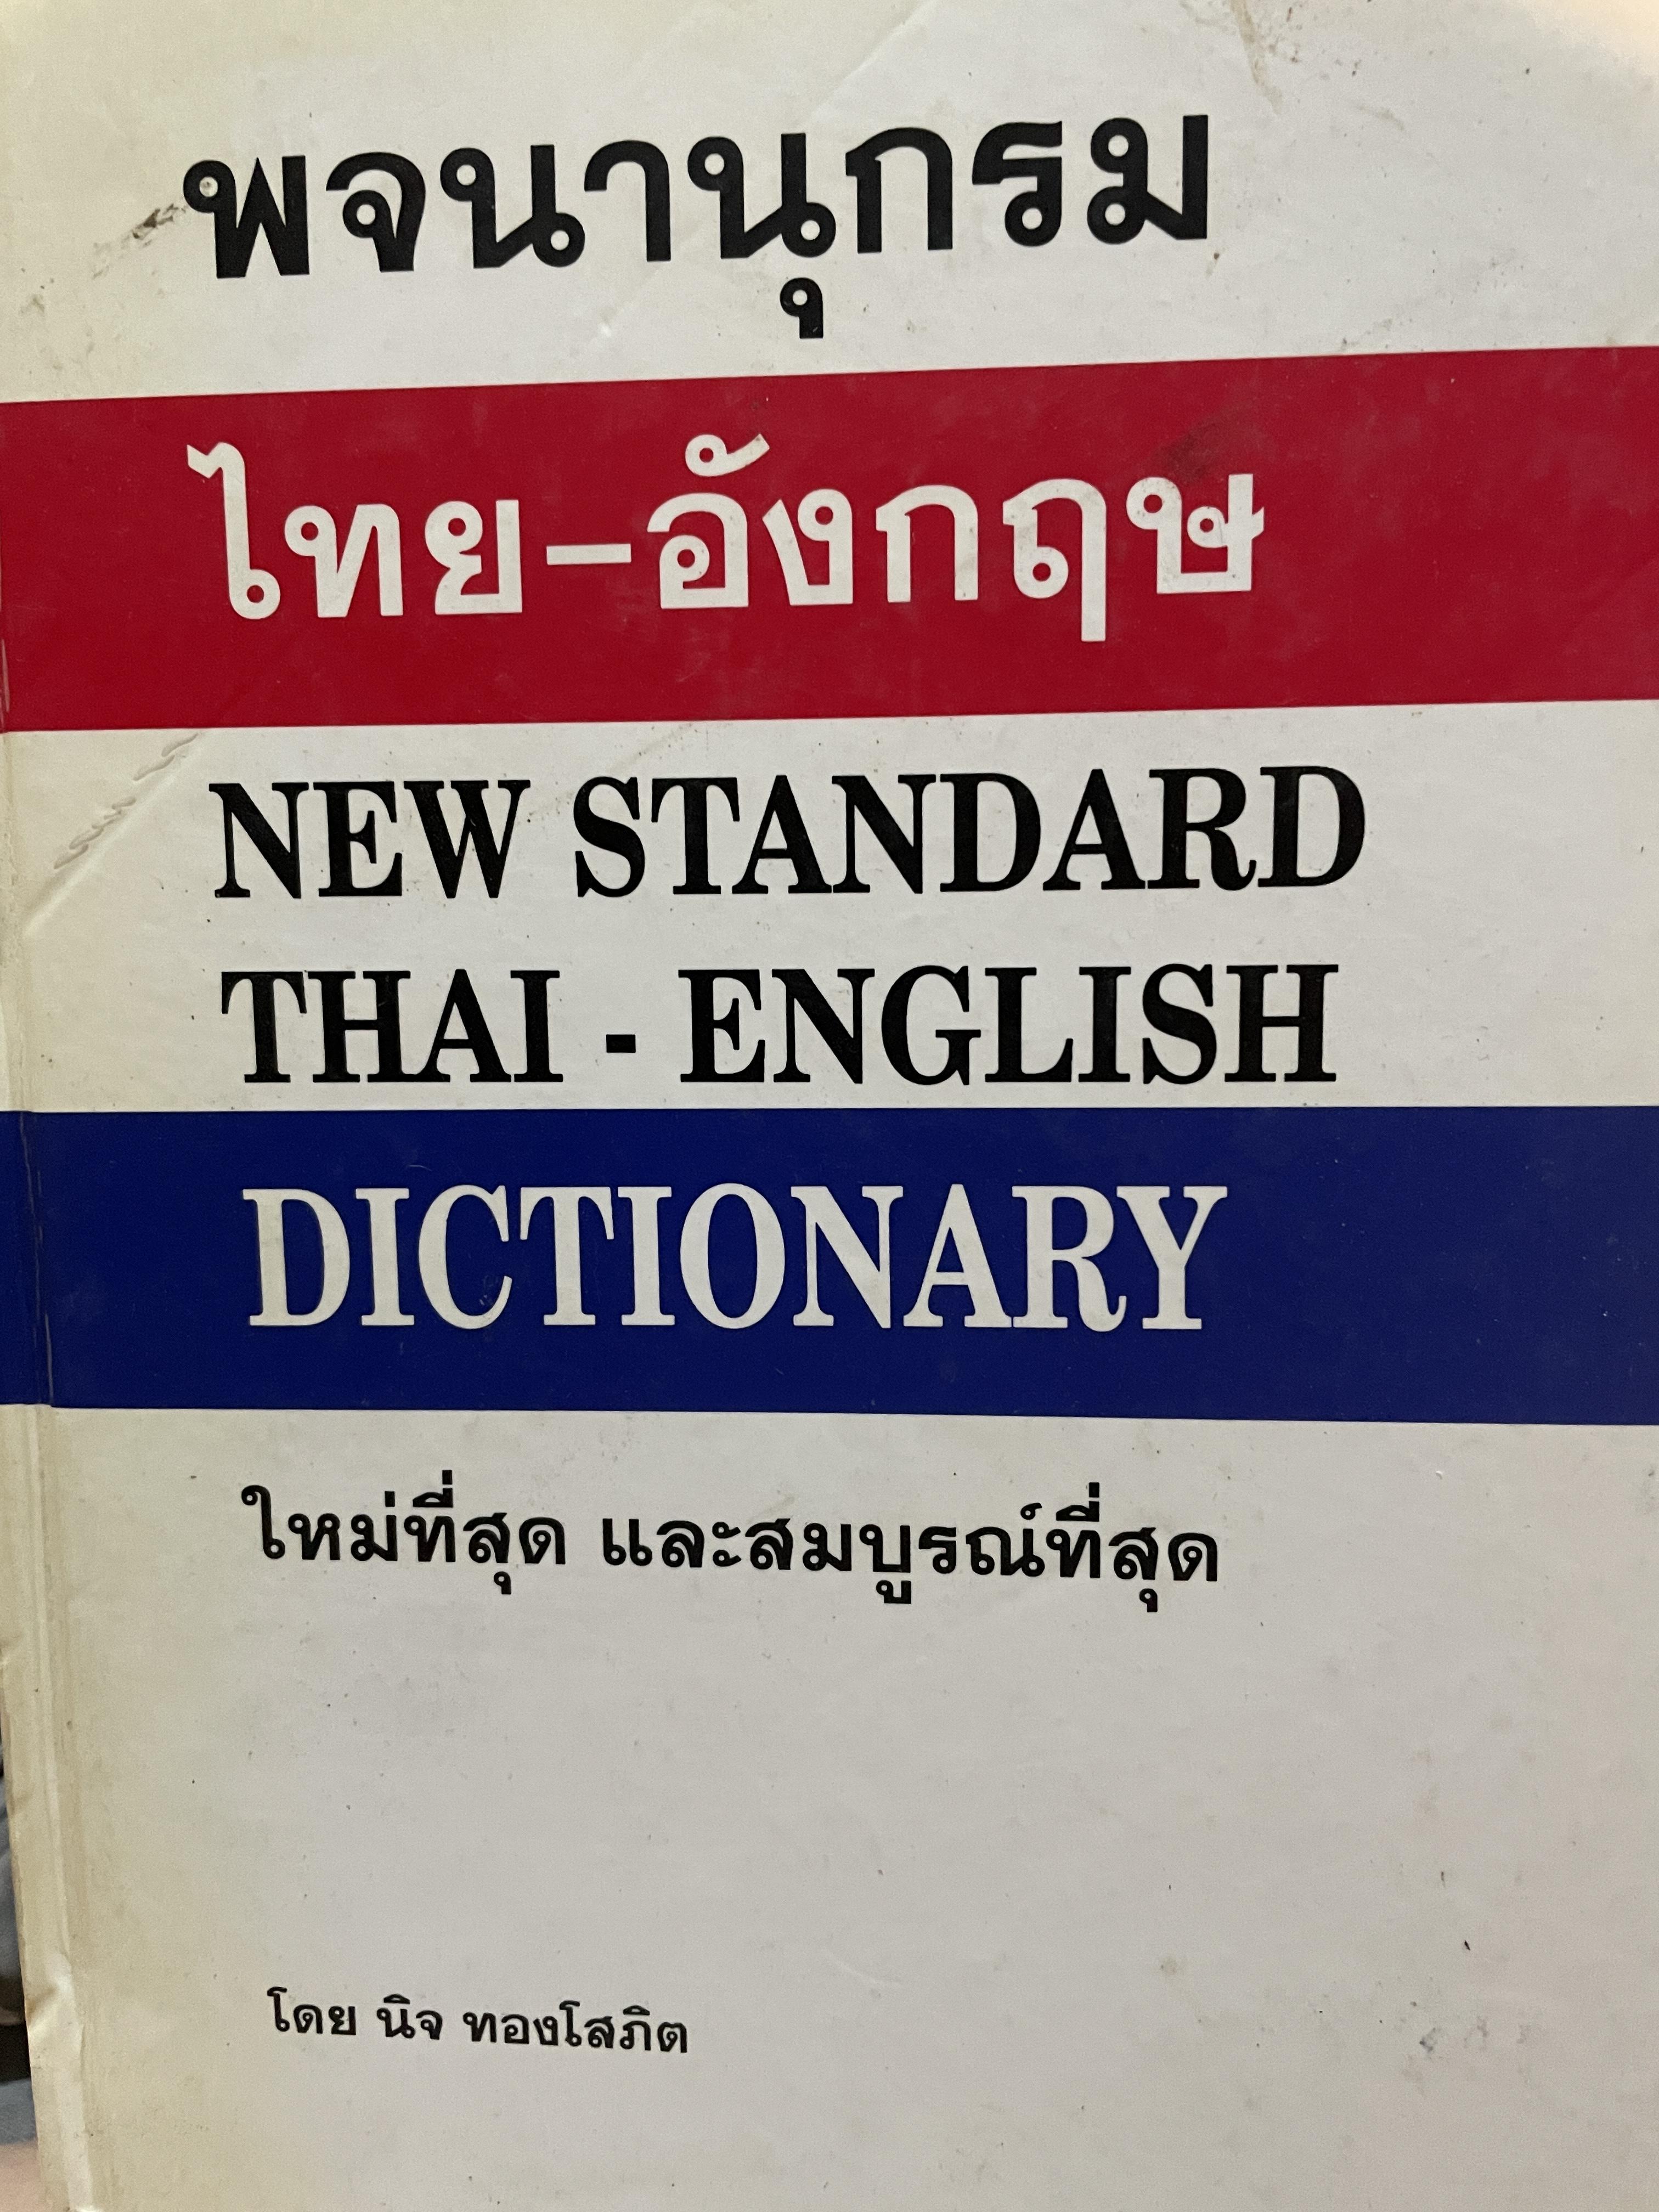 พจนานุกรม
ไทย-อังกฤษ
NEW STANDARD
THAI - ENGLISH
DICTIONARY
ใหม่ที่สุด และสมบูรณ์ที่สุด
โดย นิจ ทองโสภิต